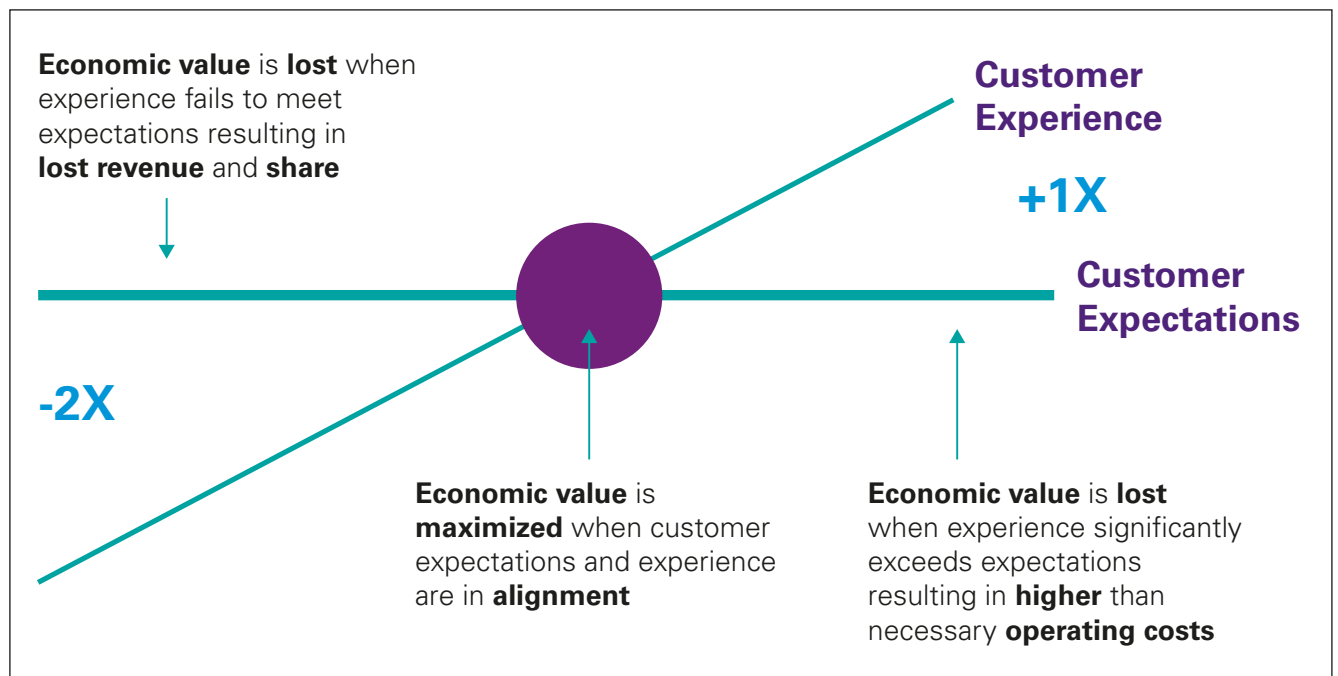 Economic value is lost when
experience fails to meet
expectations resulting in
lost revenue and share
Customer
Experience
+1X
Customer
Expectations
-2X
Economic value is
maximized when customer
expectations and experience
are in alignment
Economic value is lost
when experience significantly
exceeds expectations
resulting in higher than
necessary operating costs